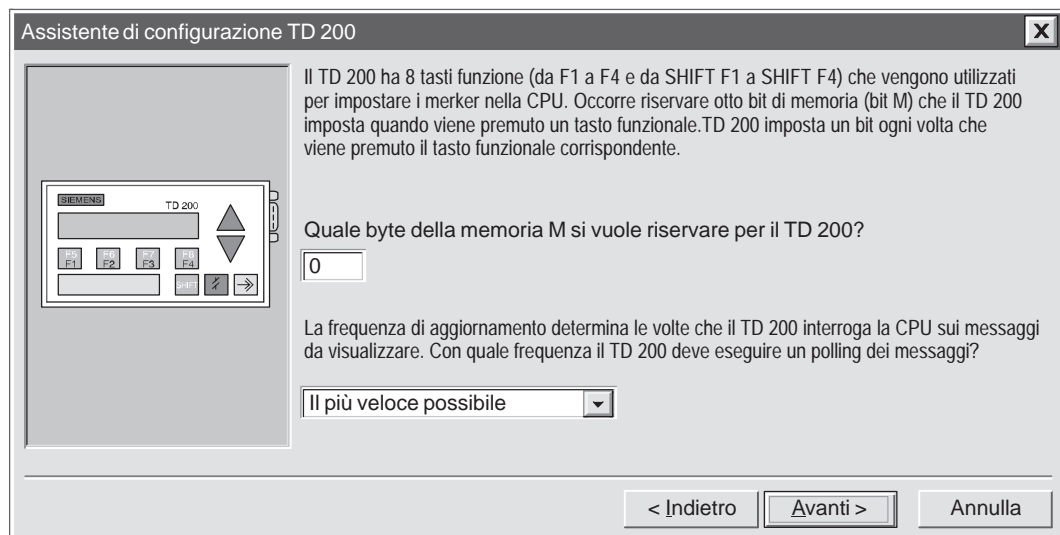 Assistente di configurazione TD 200
X
Il TD 200 ha 8 tasti funzione (da F1 a F4 e da SHIFT F1 a SHIFT F4) che vengono utilizzati
per impostare i merker nella CPU. Occorre riservare otto bit di memoria (bit M) che il TD 200
imposta quando viene premuto un tasto funzionale.TD 200 imposta un bit ogni volta che
viene premuto il tasto funzionale corrispondente.
SIEMENS
TD 200
F5 F6 F7 F8
F1 F2 F3 F4
SHIFT
Quale byte della memoria M si vuole riservare per il TD 200?
0
La frequenza di aggiornamento determina le volte che il TD 200 interroga la CPU sui messaggi
da visualizzare. Con quale frequenza il TD 200 deve eseguire un polling dei messaggi?
Il più veloce possibile
< Indietro
Avanti >
Annulla